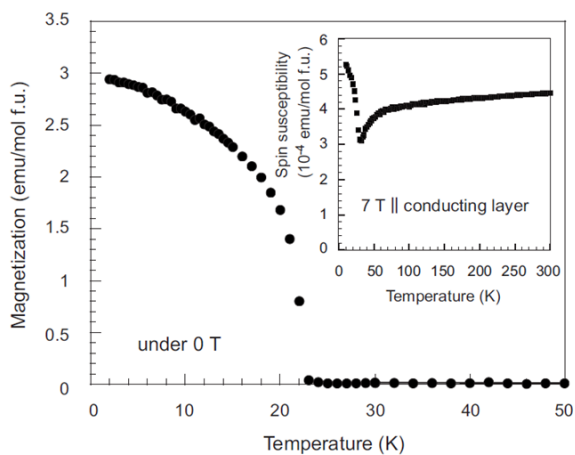 3.5
3
2.5
2
1.5
1
0.5
0
Magnetization (emu/mol f.u.)
under 0 T
0 10 20 30 40 50
Temperature (K)
6
5
4
3
2
1
0
Spin susceptibility
(10-4 emu/mol f.u.)
7 T || conducting layer
0 50 100 150 200 250 300
Temperature (K)